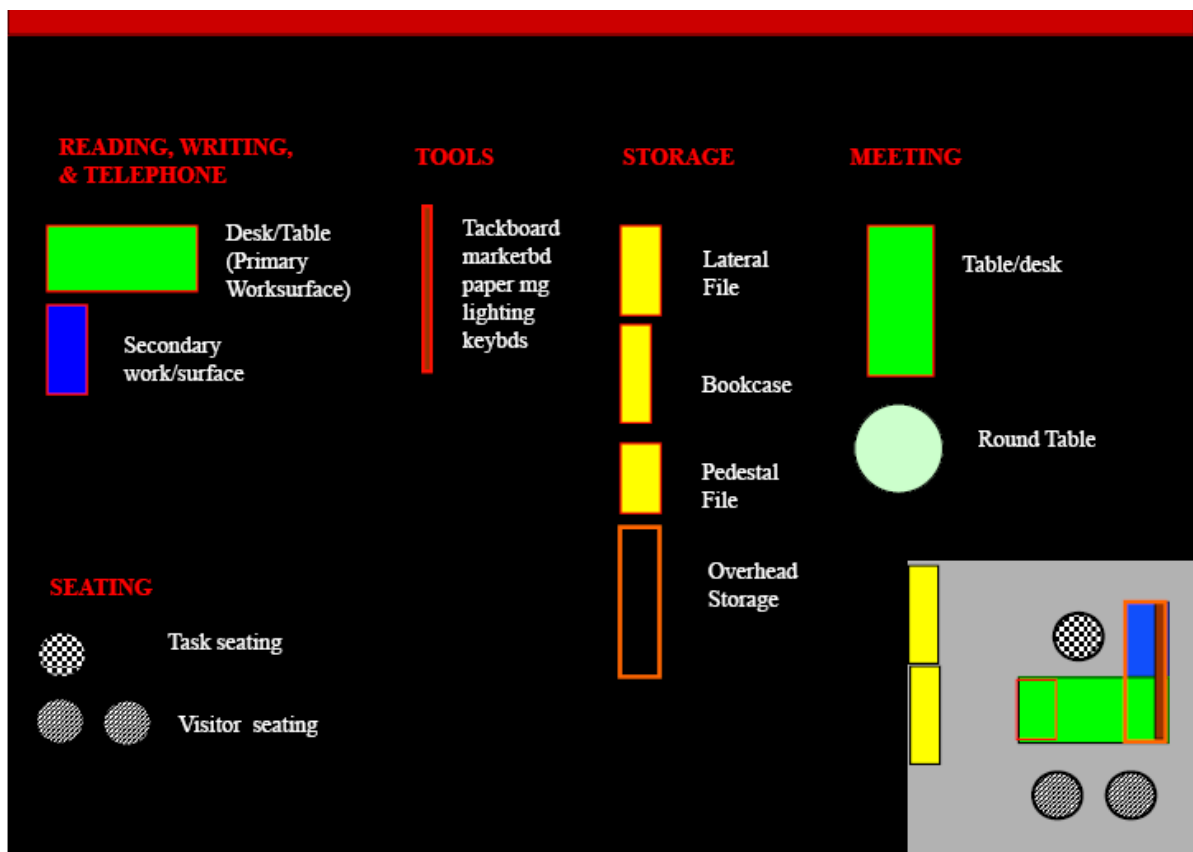 READING, WRITING,
& TELEPHONE
Desk/Table
(Primary
Worksurface)
Secondary
work/surface
TOOLS
Tackboard
markerbd
paper mg
lighting
keybds
STORAGE
Lateral
File
Bookcase
Pedestal
File
Overhead
Storage
MEETING
Table/desk
Round Table
SEATING
Task seating
Visitor seating